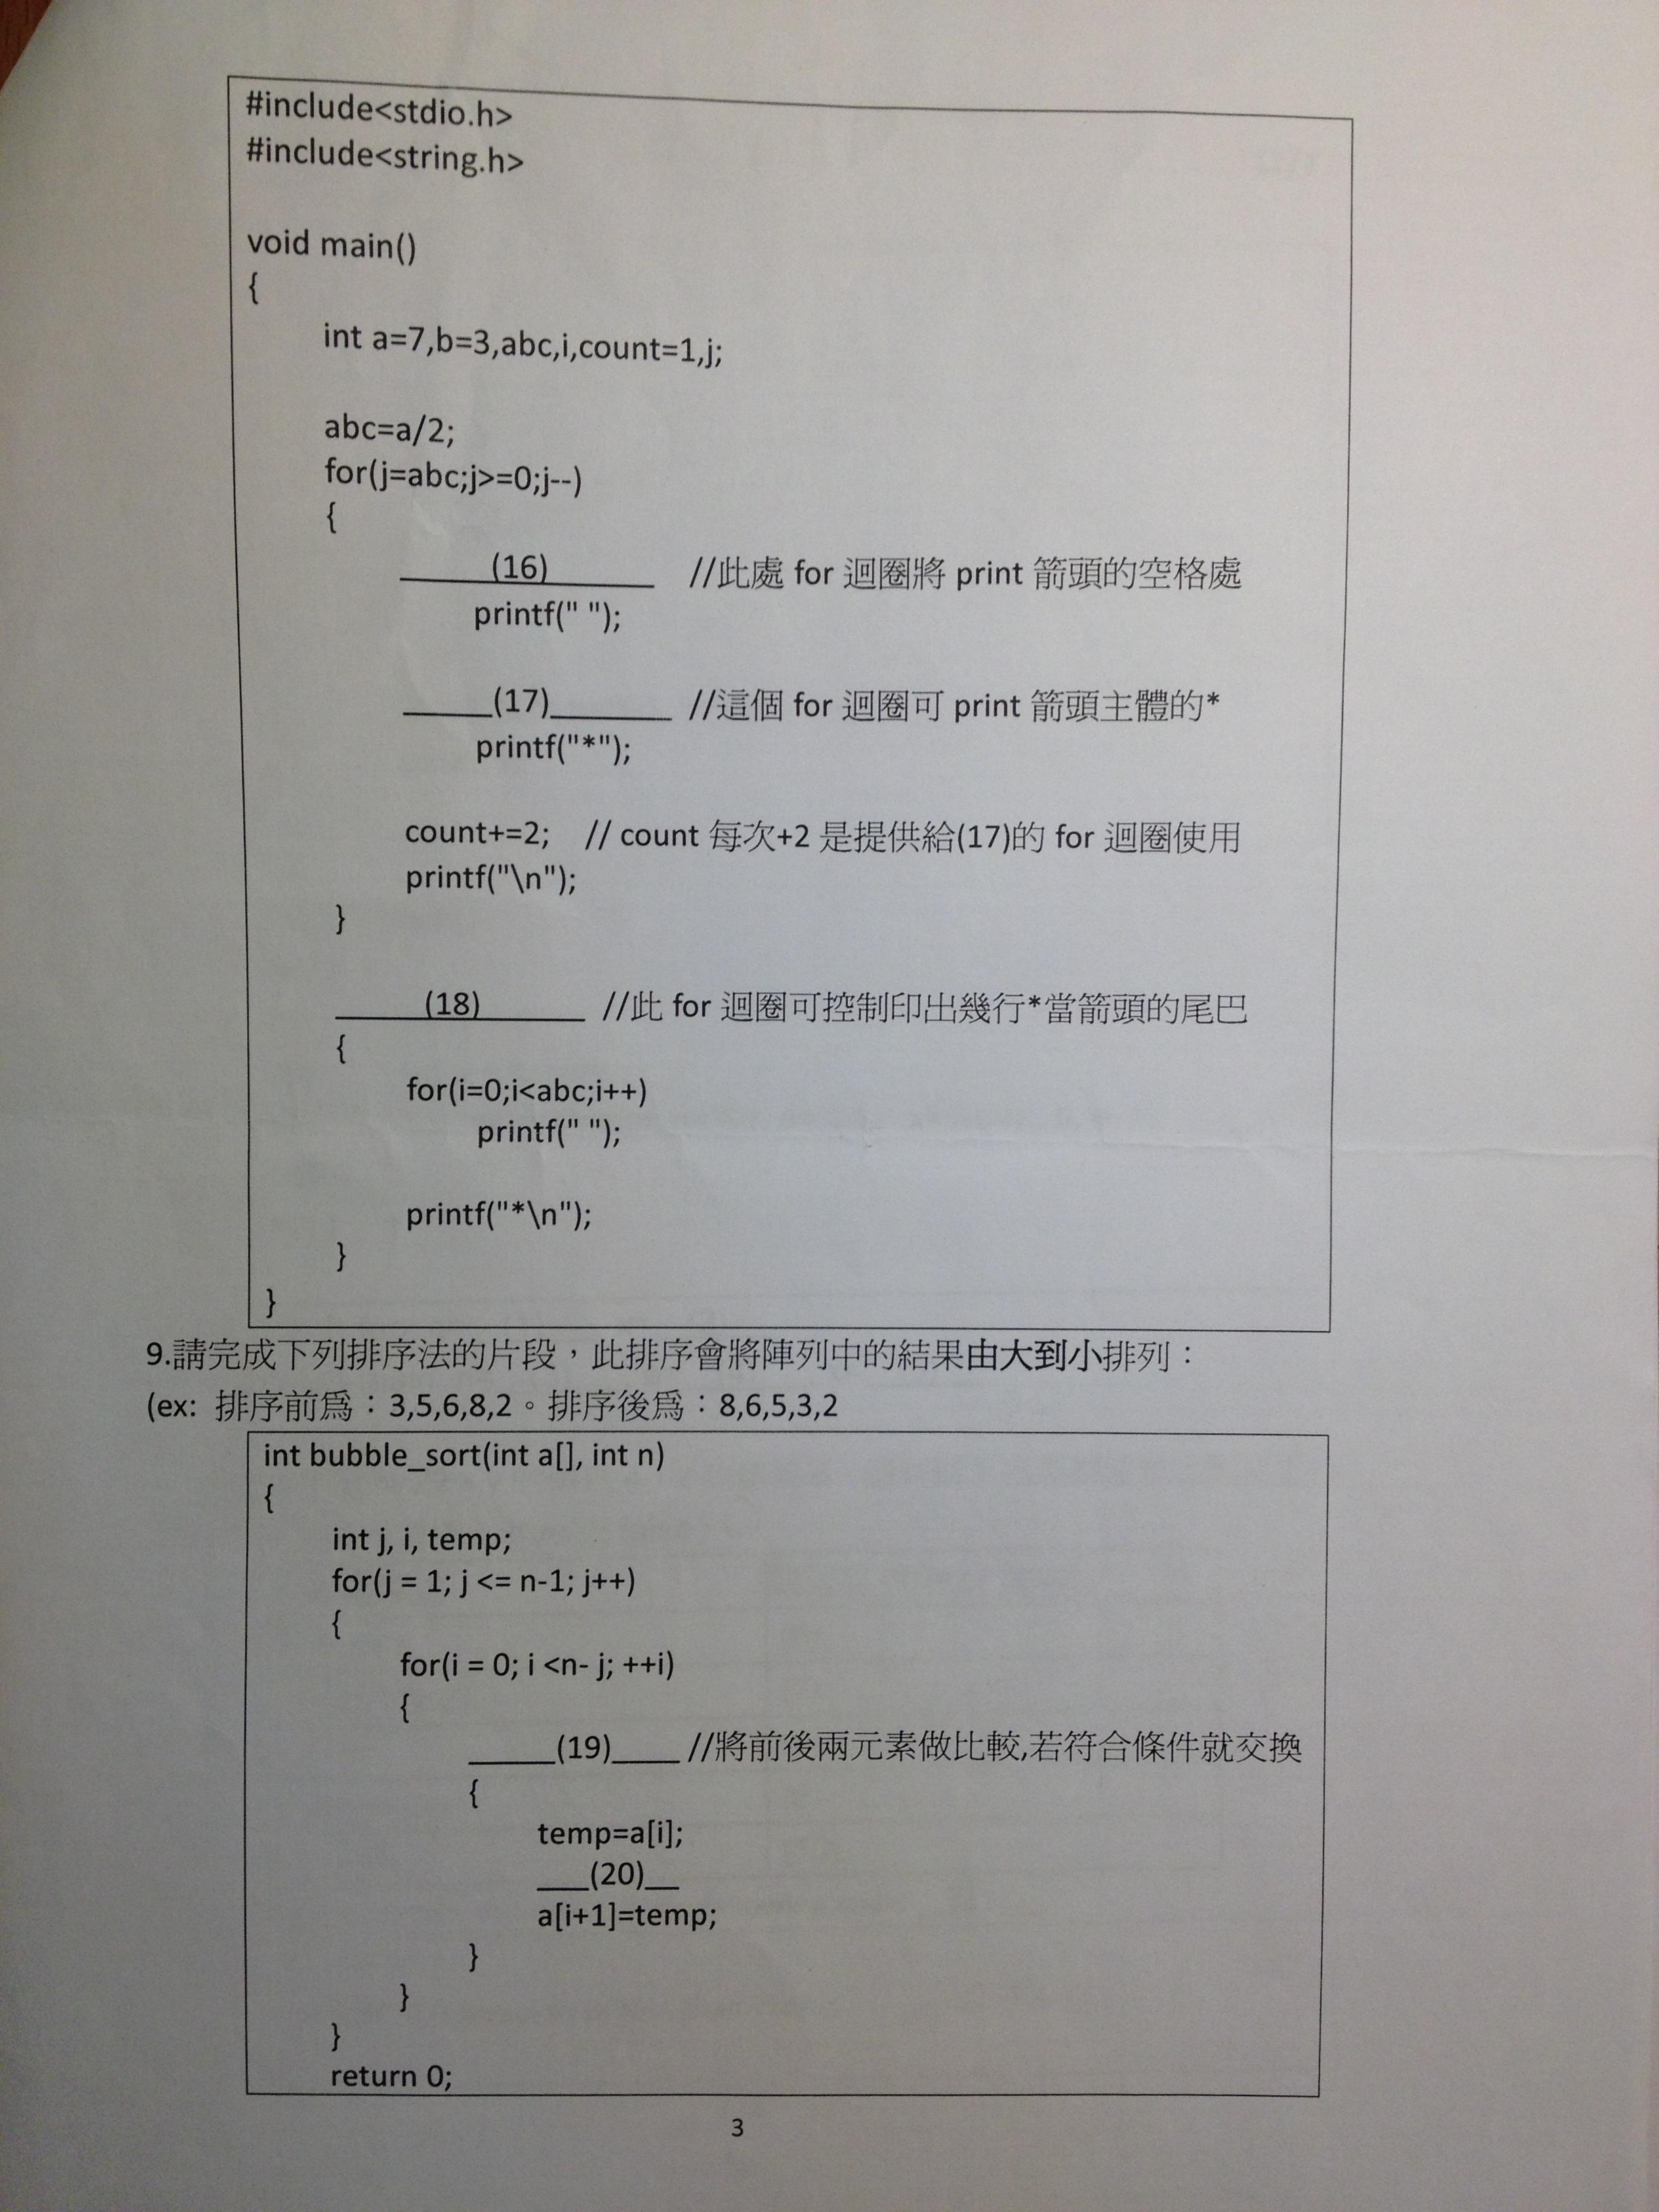 #include<stdio.h>
#include<string.h>
void main()
{
int a=7,b=3,abc,i,count=1,j;
abc=a/2;
for(j=abc;j>=0;j--)
{
______(16)______ //此處 for 迴圈將 print 箭頭的空格處
printf(" ");
______(17)______ //這個 for 迴圈可 print 箭頭主體的*
printf("*");
count+=2; // count 每次+2 是提供給(17)的 for 迴圈使用
printf("\n");
}
______(18)______ //此 for 迴圈可控制印出幾行*當箭頭的尾巴
{
for(i=0;i<abc;i++)
printf(" ");
printf("*\n");
}
}
9.請完成下列排序法的片段，此排序會將陣列中的結果由大到小排列：
(ex: 排序前為：3,5,6,8,2。排序後為：8,6,5,3,2
int bubble_sort(int a[], int n)
{
int j, i, temp;
for(j = 1; j <= n-1; j++)
{
for(i = 0; i <n- j; ++i)
{
_____(19)____ //將前後兩元素做比較,若符合條件就交換
{
temp=a[i];
___(20)__
a[i+1]=temp;
}
}
}
return 0;
3